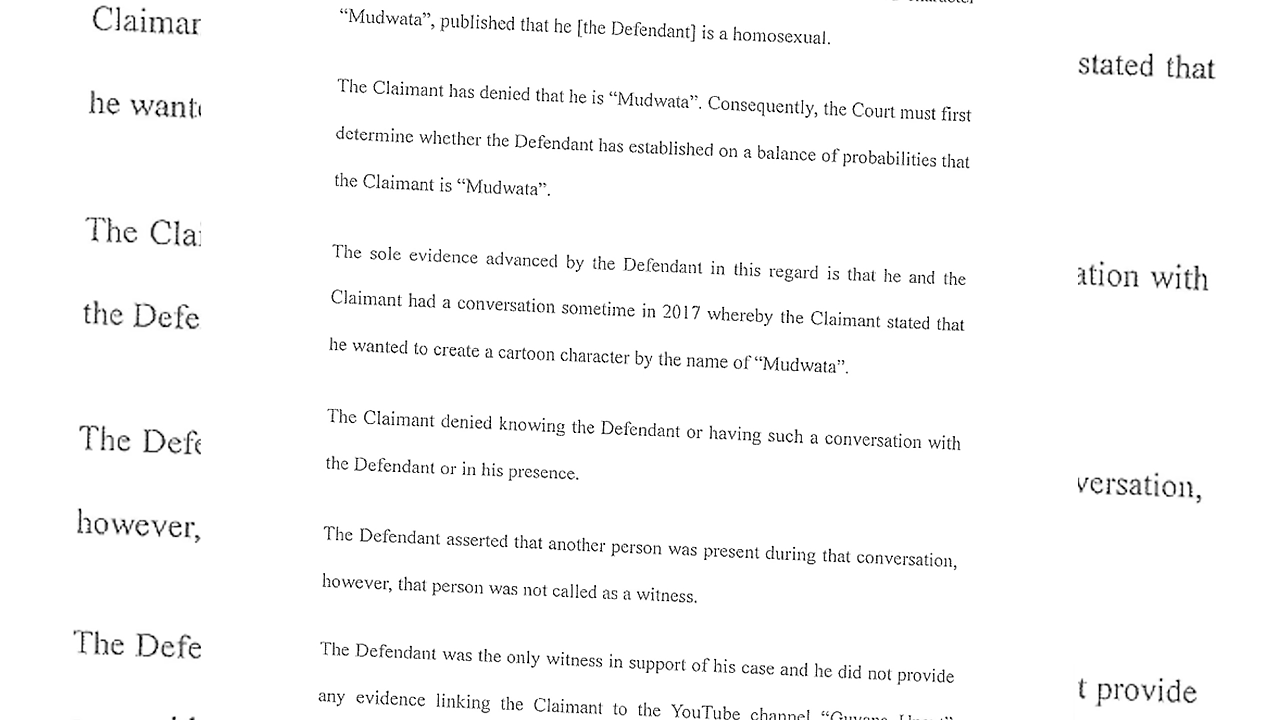 character
“Mudwata”, published that he [the Defendant] is a homosexual.
The Claimant has denied that he is “Mudwata”. Consequently, the Court must first
determine whether the Defendant has established on a balance of probabilities that
the Claimant is “Mudwata”.
The sole evidence advanced by the Defendant in this regard is that he and the
Claimant had a conversation sometime in 2017 whereby the Claimant stated that
he wanted to create a cartoon character by the name of “Mudwata”.
The Claimant denied knowing the Defendant or having such a conversation with
the Defendant or in his presence.
The Defendant asserted that another person was present during that conversation,
however, that person was not called as a witness.
The Defendant was the only witness in support of his case and he did not provide
any evidence linking the Claimant to the YouTube channel “Guyana
Claimar
he want
The Clai
the Defe
The Defe
however,
The Defe
stated that
ation with
versation,
t provide